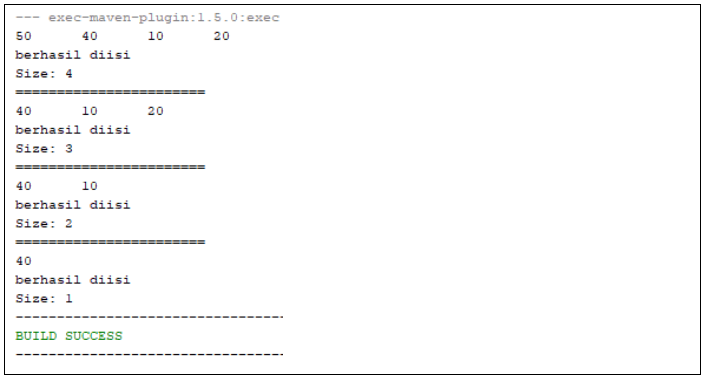 --- exec-maven-plugin:1.5.0:exec
50 40 10 20
berhasil diisi
Size: 4
=======================
40 10 20
berhasil diisi
Size: 3
=======================
40 10
berhasil diisi
Size: 2
=======================
40
berhasil diisi
Size: 1
---------------------------------
BUILD SUCCESS
---------------------------------